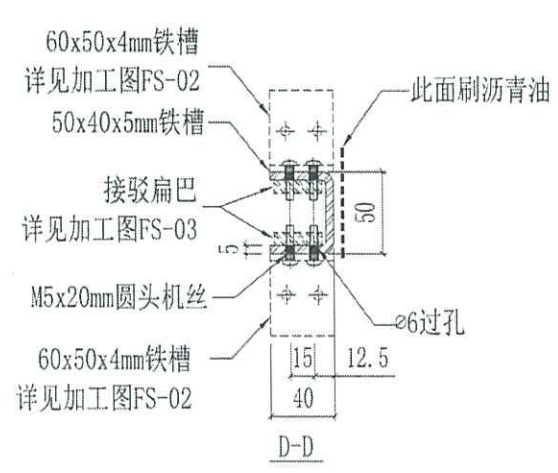 60x50x4mm铁槽
详见加工图FS-02
此面刷沥青油
50x40x5mm铁槽
接驳扁巴
详见加工图FS-03
50
5
M5x20mm圆头机丝
⌀6过孔
60x50x4mm铁槽
详见加工图FS-02
15
12.5
40
D-D